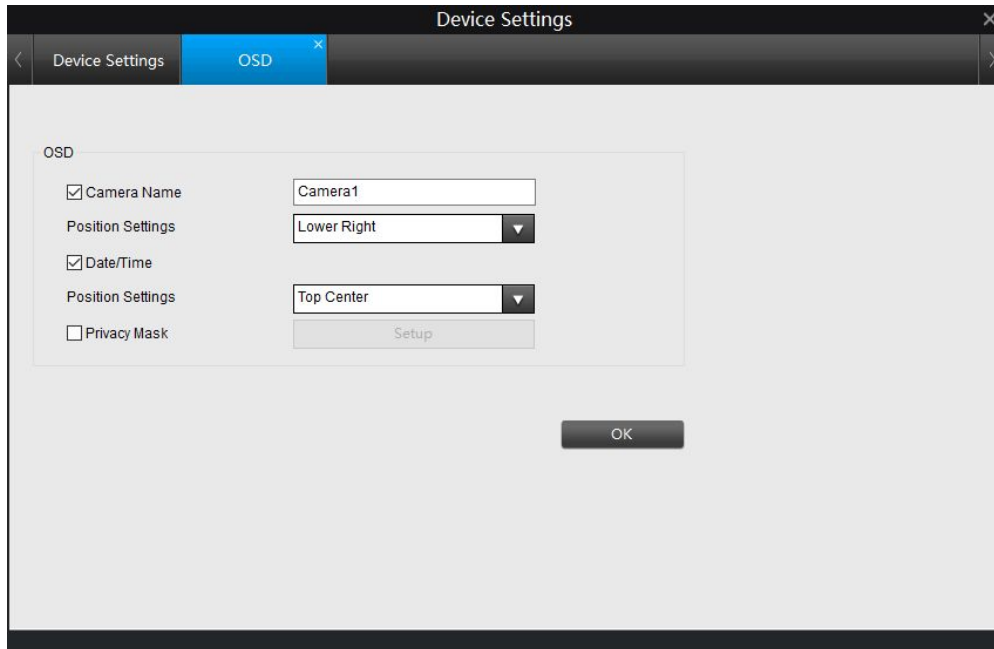 Device Settings
Device Settings OSD
OSD
Camera Name Camera1
Position Settings Lower Right
Date/Time
Position Settings Top Center
Privacy Mask Setup
OK